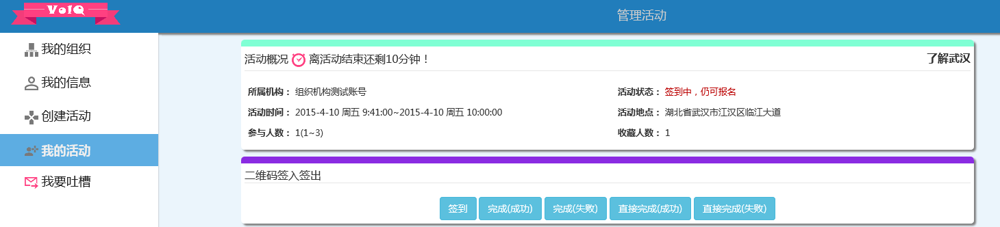 VolQ
管理活动
我的组织
我的信息
创建活动
我的活动
我要吐槽
活动概况 离活动结束还剩10分钟！
了解武汉
所属机构： 组织机构测试账号
活动状态： 签到中，仍可报名
活动时间： 2015-4-10 周五 9:41:00~2015-4-10 周五 10:00:00
活动地点： 湖北省武汉市江汉区临江大道
参与人数： 1(1~3)
收藏人数： 1
二维码签入签出
签到
完成(成功)
完成(失败)
直接完成(成功)
直接完成(失败)